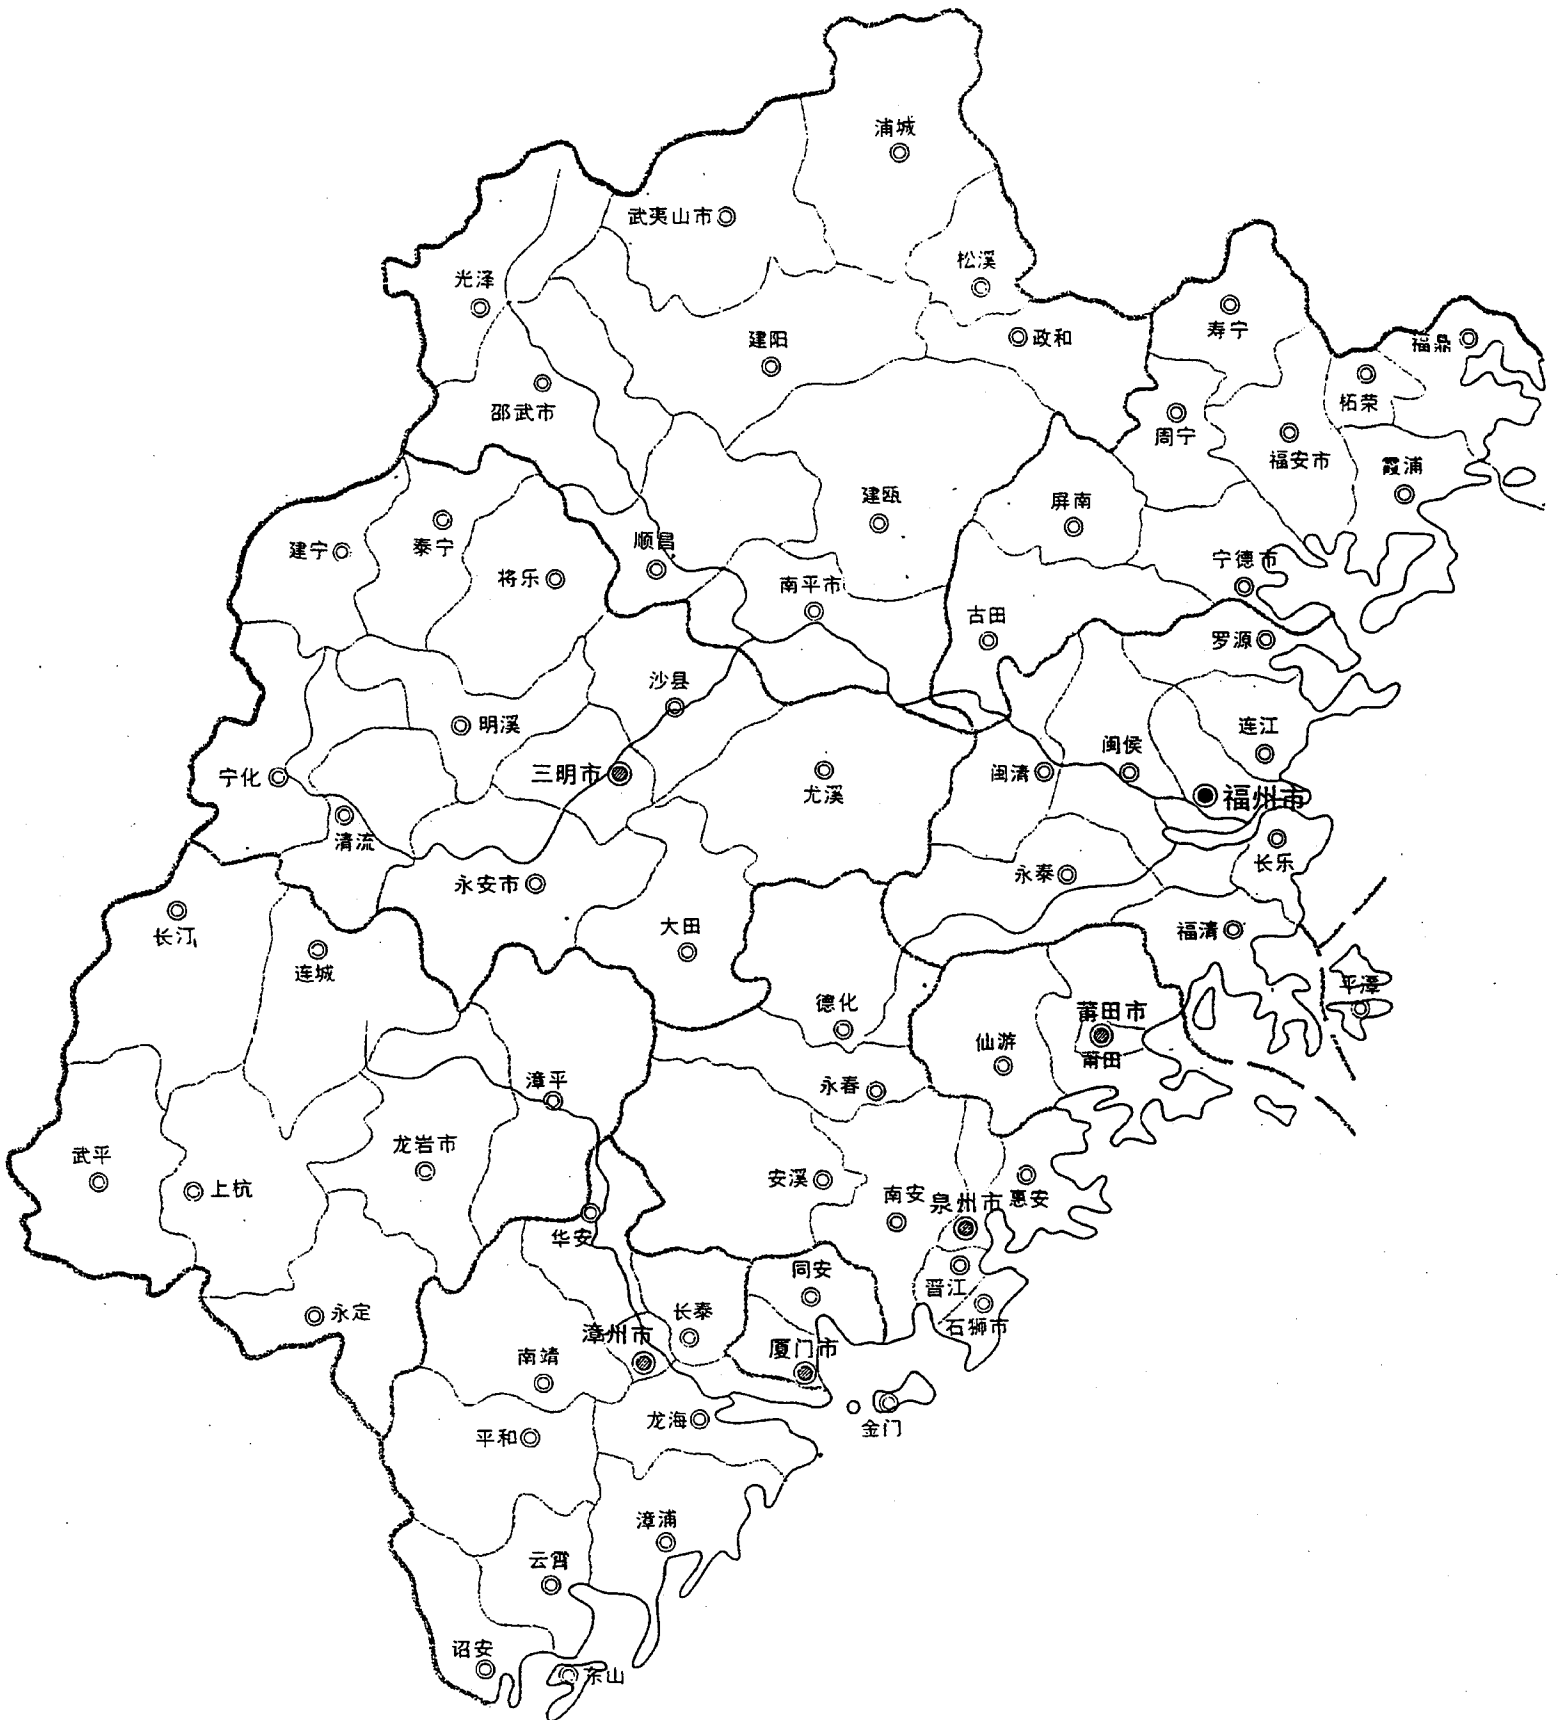 浦城
武夷山市
松溪
光泽
寿宁
政和
福鼎
建阳
柘荣
邵武市
周宁
福安市
霞浦
建瓯
屏南
顺昌
建宁
泰宁
宁德市
将乐
南平市
古田
罗源
沙县
明溪
连江
闽侯
三明市
宁化
闽清
尤溪
福州市
清流
长乐
永泰
永安市
大田
福清
长汀
连城
平潭
德化
莆田市
仙游
莆田
漳平
永春
龙岩市
武平
安溪
上杭
南安
泉州市
惠安
华安
同安
晋江
永定
长泰
石狮市
漳州市
厦门市
南靖
龙海
金门
平和
漳浦
云霄
诏安
东山